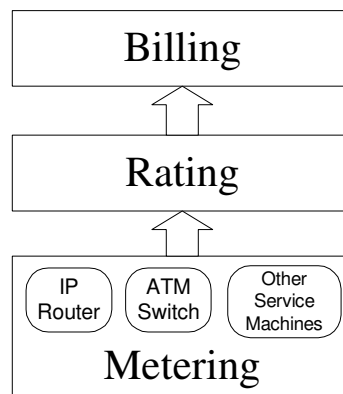 Billing
Rating
IP
Router
ATM
Switch
Other
Service
Machines
Metering